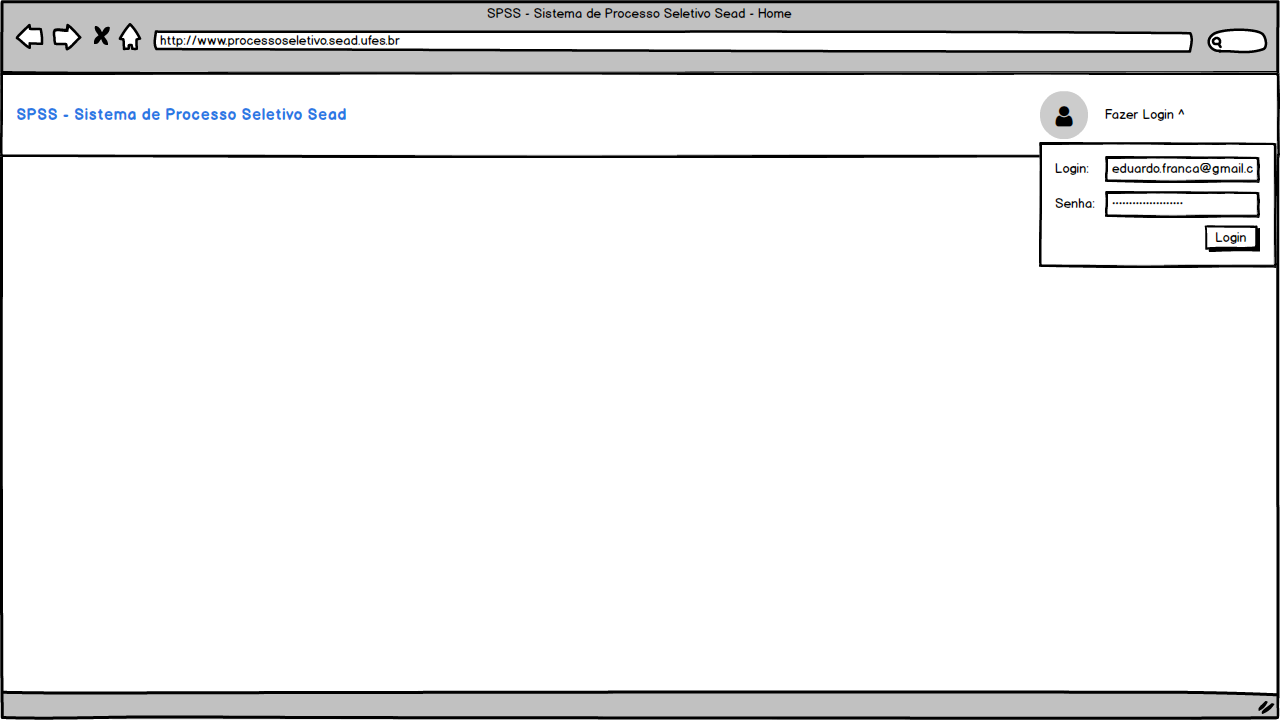 SPSS - Sistema de Processo Seletivo Sead - Home
http://www.processoseletivo.sead.ufes.br
SPSS - Sistema de Processo Seletivo Sead
Fazer Login ^
Login: eduardo.franca@gmail.c
Senha: ·····················
Login